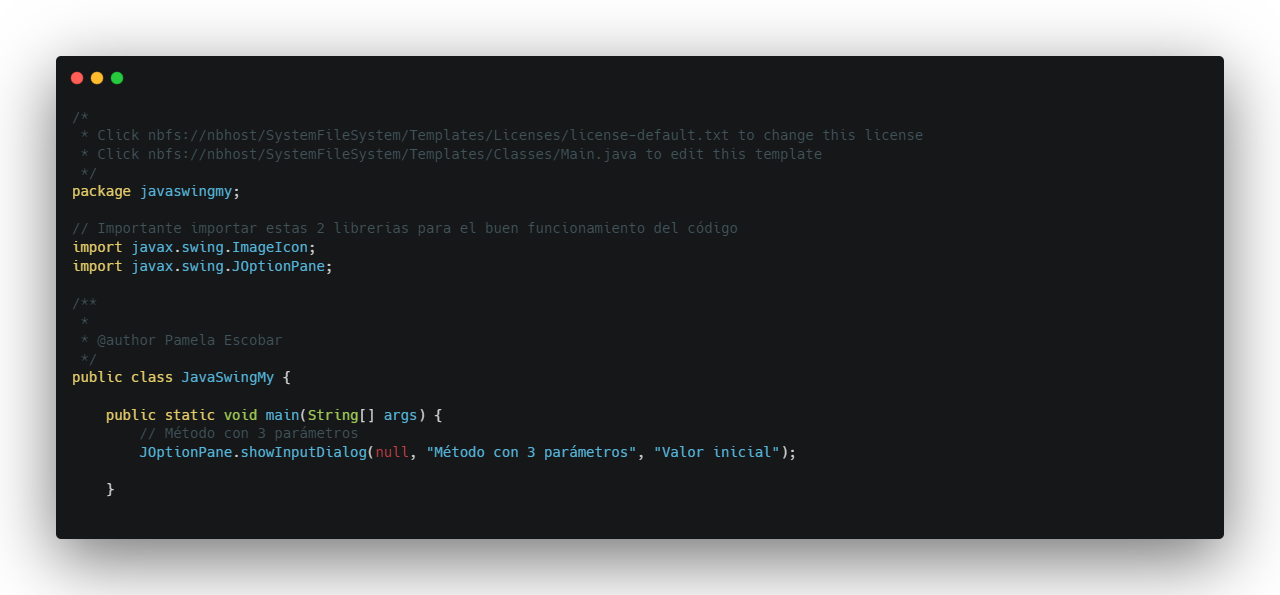 /*
 * Click nbfs://nbhost/SystemFileSystem/Templates/Licenses/license-default.txt to change this license
 * Click nbfs://nbhost/SystemFileSystem/Templates/Classes/Main.java to edit this template
 */
package javaswingmy;

// Importante importar estas 2 librerias para el buen funcionamiento del código
import javax.swing.ImageIcon;
import javax.swing.JOptionPane;

/**
 *
 * @author Pamela Escobar
 */
public class JavaSwingMy {

    public static void main(String[] args) {
        // Método con 3 parámetros
        JOptionPane.showInputDialog(null, "Método con 3 parámetros", "Valor inicial");

    }